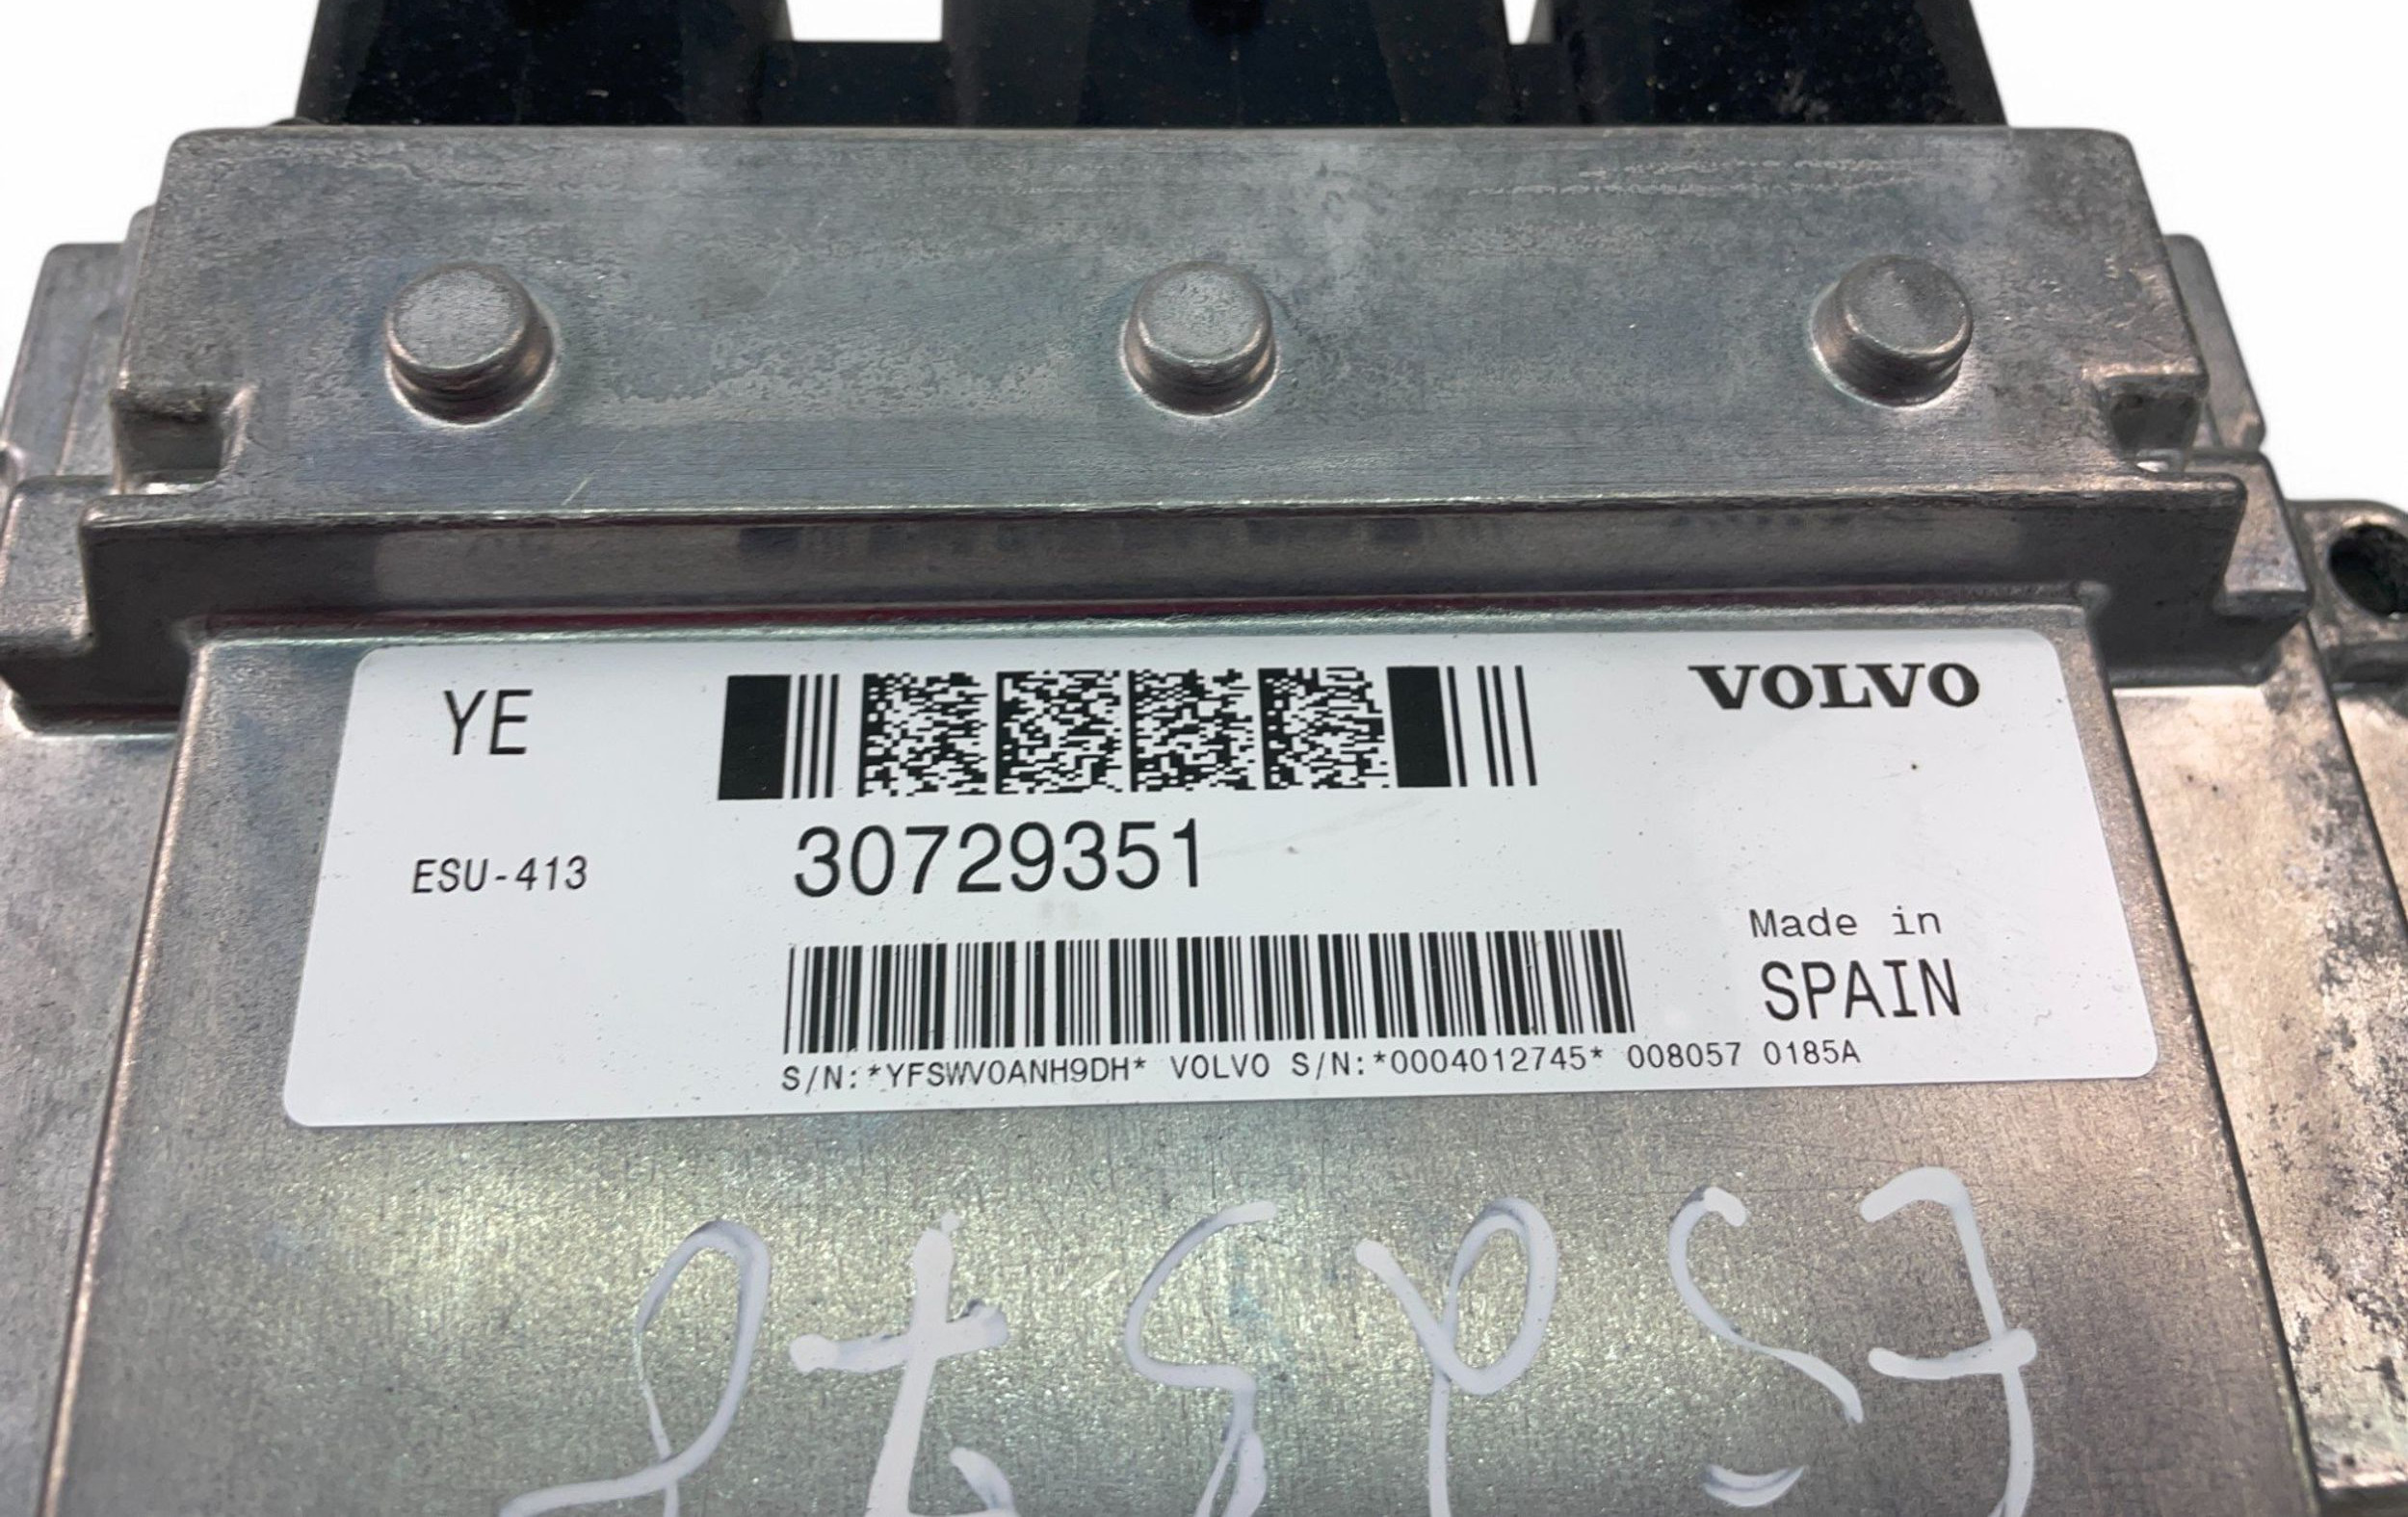 YE
VOLVO
ESU-413
30729351
Made in
SPAIN
S/N:*YFSWV0ANH9DH* VOLVO S/N:*0004012745* 008057 0185A